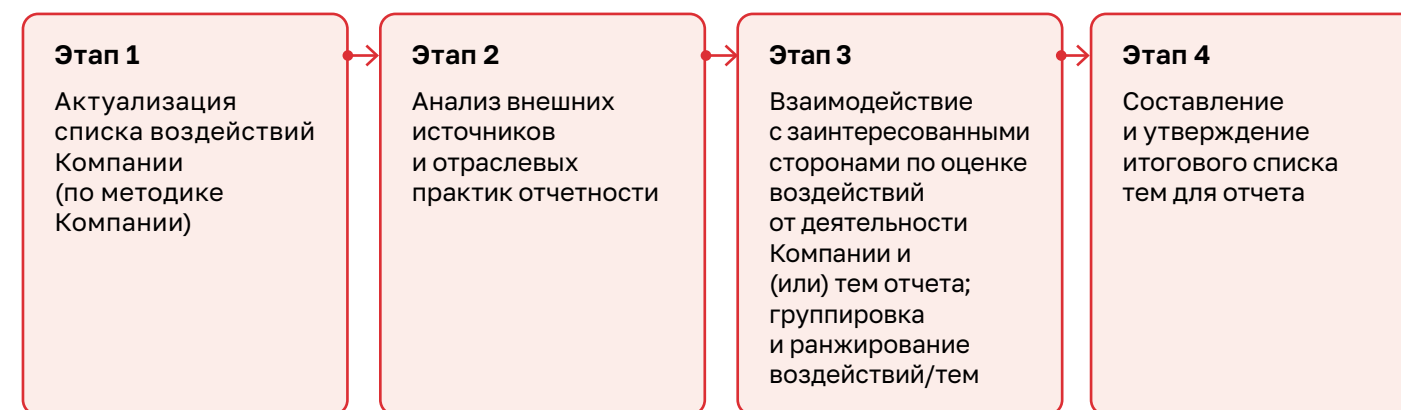 Этап 1
Актуализация
списка воздействий
Компании
(по методике
Компании)
Этап 2
Анализ внешних
источников
и отраслевых
практик отчетности
Этап 3
Взаимодействие
с заинтересованными
сторонами по оценке
воздействий
от деятельности
Компании и
(или) тем отчета;
группировка
и ранжирование
воздействий/тем
Этап 4
Составление
и утверждение
итогового списка
тем для отчета